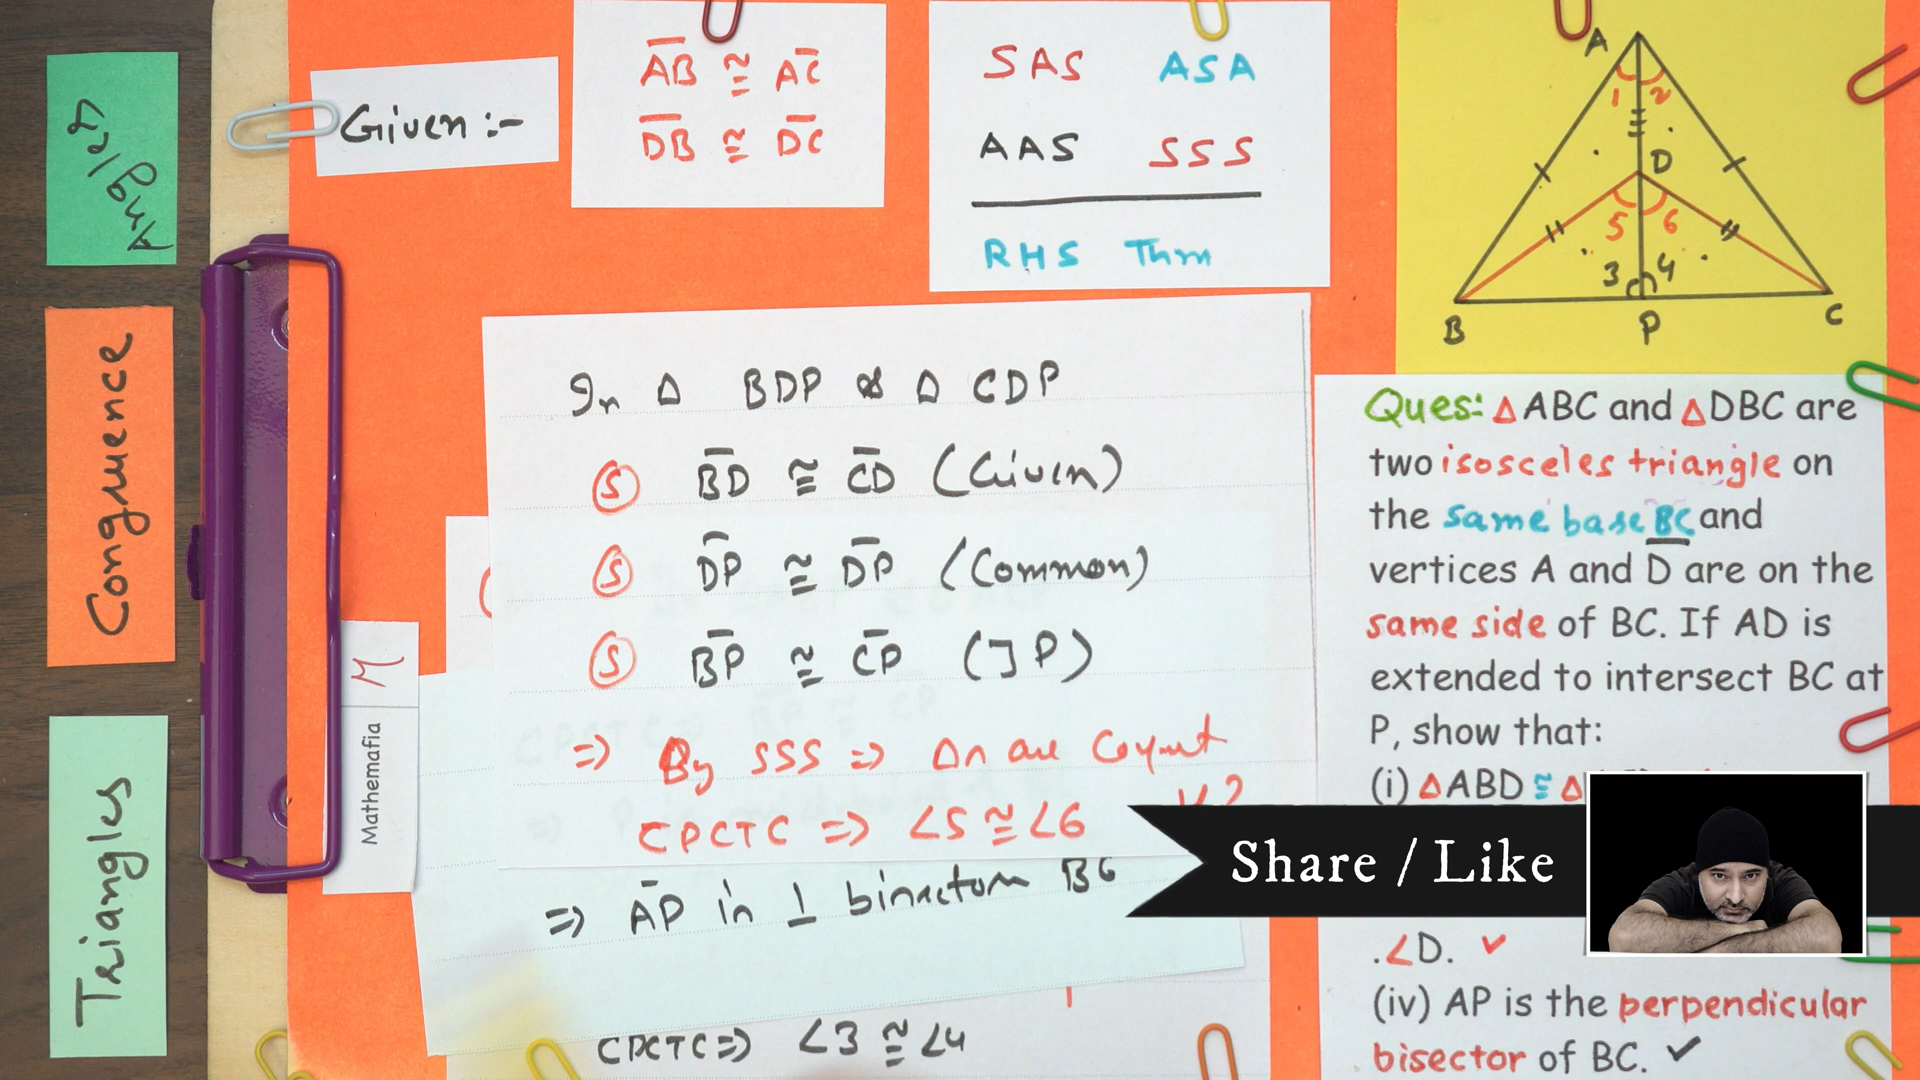 Angles
Congruence
Triangles
Given :-
AB ≅ AC
DB ≅ DC
SAS ASA
AAS SSS
RHS Thm
A
1 2
D
5 6
3 4
B P C
In Δ BDP & Δ CDP
S BD ≅ CD (Given)
S DP ≅ DP (Common)
S BP ≅ CP (JP)
=> By SSS => Δs are
CPCTC => ∠5 ≅ ∠6
=> AP is ⊥
CPCTC => ∠3 ≅ ∠4
M
Mathemafia
Ques: ΔABC and ΔDBC are
two isosceles triangle on
the same base BC and
vertices A and D are on the
same side of BC. If AD is
extended to intersect BC at
P, show that:
(i) ΔABD ≅ Δ
Share / Like
.∠D. ✓
(iv) AP is the perpendicular
bisector of BC. ✓